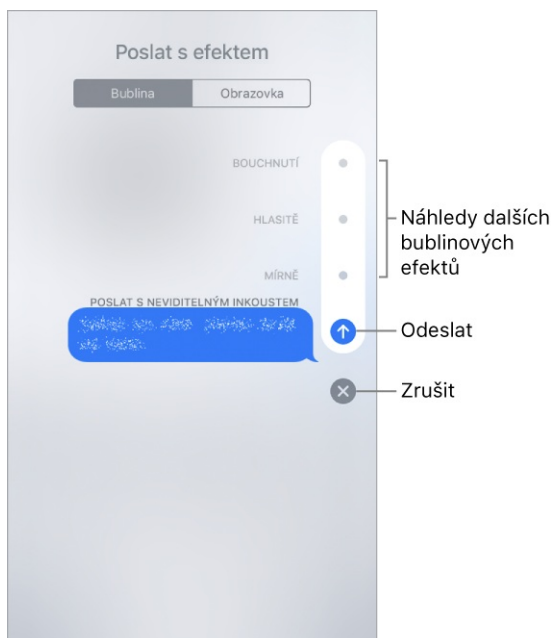 Poslat s efektem
Bublina Obrazovka
BOUCHNUTÍ
HLASITĚ
MÍRNĚ
POSLAT S NEVIDITELNÝM INKOUSTEM
Náhledy dalších
bublinových
efektů
Odeslat
Zrušit